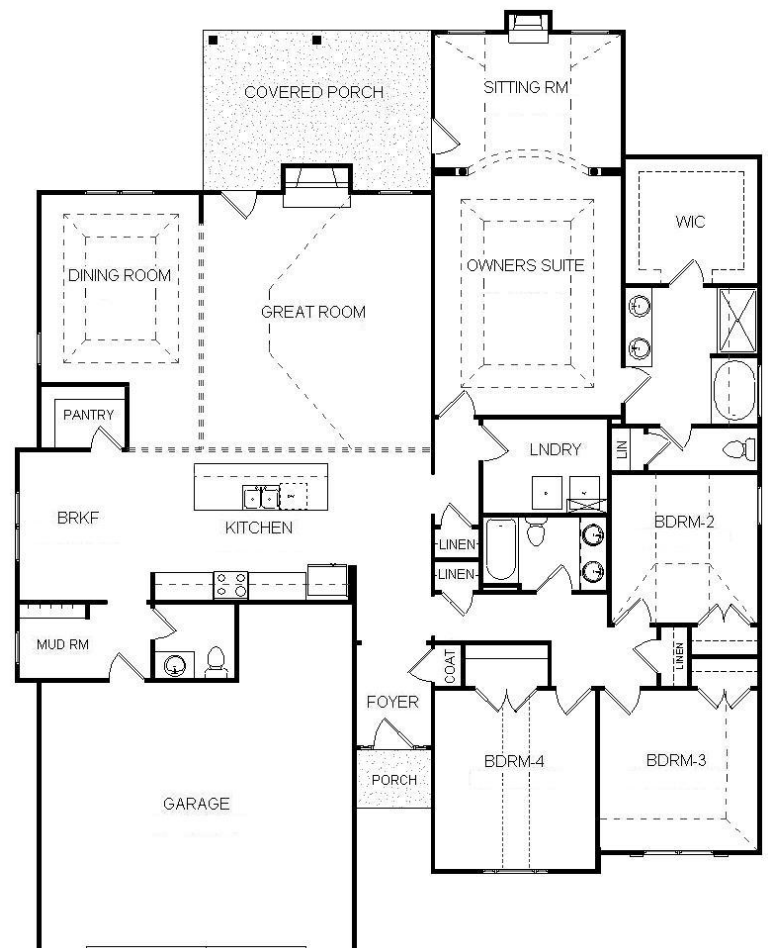 COVERED PORCH
SITTING RM
WIC
DINING ROOM
OWNERS SUITE
GREAT ROOM
PANTRY
LNDRY
LIN
BRKF
KITCHEN
BDRM-2
LINEN
LINEN
MUD RM
COAT
LINEN
FOYER
BDRM-4
BDRM-3
PORCH
GARAGE